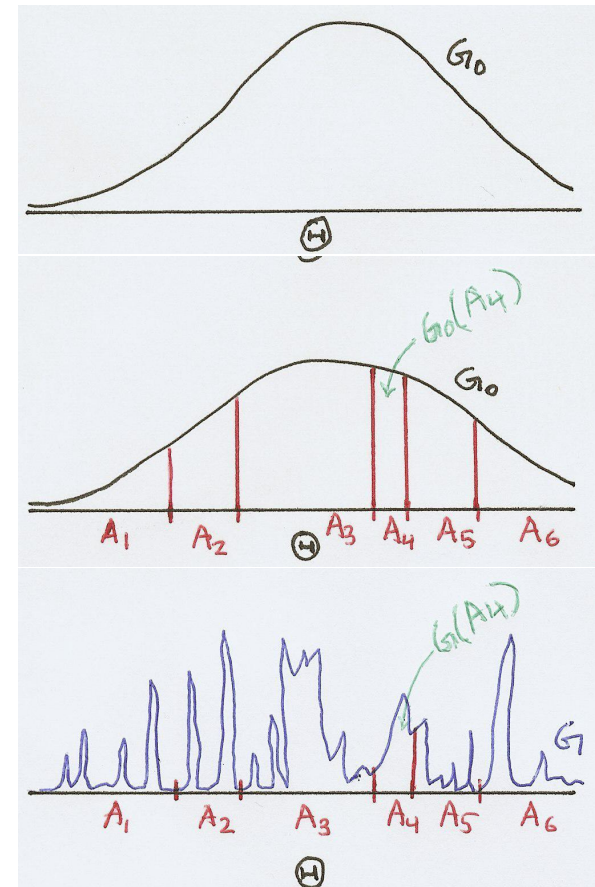 G₀
Θ
G₀(A₄)
G₀
A₁ A₂ A₃ A₄ A₅ A₆
Θ
G(A₄)
G
A₁ A₂ A₃ A₄ A₅ A₆
Θ